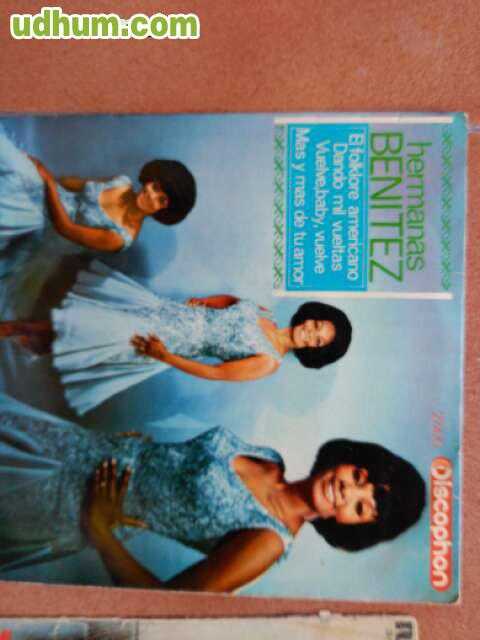 udhum.com
hermanas
BENITEZ
El folklore americano
Dando mil vueltas
Vuelve, baby, vuelve
Mas y mas de tu amor
Discophon